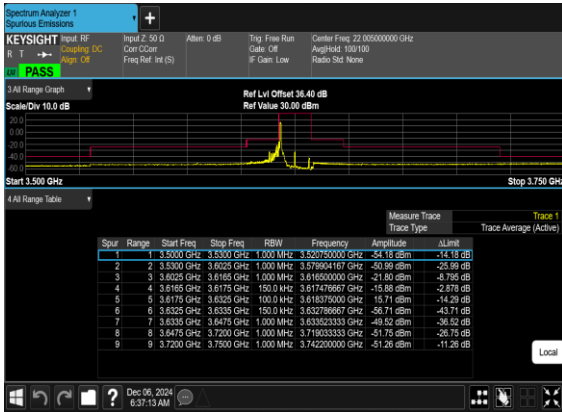 Spectrum Analyzer 1
Spurious Emissions
+
KEYSIGHT Input: RF Input Z: 50 Ω Atten: 0 dB Trig: Free Run Center Freq: 22.005000000 GHz
R T Coupling: DC Corr CCorr Gate: Off Avg|Hold: 100/100
Align: Off Freq Ref: Int (S) IF Gain: Low Radio Std: None
PASS
3 All Range Graph Ref Lvl Offset 36.40 dB
Scale/Div 10.0 dB Ref Value 30.00 dBm
20.0
0.00
-20.0
-40.0
-60.0
Start 3.500 GHz Stop 3.750 GHz
4 All Range Table
Measure Trace Trace 1
Trace Type Trace Average (Active)
Spur Range Start Freq Stop Freq RBW Frequency Amplitude ΔLimit
1 1 3.5000 GHz 3.5300 GHz 1.000 MHz 3.520750000 GHz -54.18 dBm -14.18 dB
2 2 3.5300 GHz 3.6025 GHz 1.000 MHz 3.579904167 GHz -50.99 dBm -25.99 dB
3 3 3.6025 GHz 3.6165 GHz 1.000 MHz 3.616500000 GHz -21.80 dBm -8.795 dB
4 4 3.6165 GHz 3.6175 GHz 150.0 kHz 3.617476667 GHz -15.88 dBm -2.878 dB
5 5 3.6175 GHz 3.6325 GHz 100.0 kHz 3.618375000 GHz 15.71 dBm -14.29 dB
6 6 3.6325 GHz 3.6335 GHz 150.0 kHz 3.632786667 GHz -56.71 dBm -43.71 dB
7 7 3.6335 GHz 3.6475 GHz 1.000 MHz 3.633523333 GHz -49.52 dBm -36.52 dB
8 8 3.6475 GHz 3.7200 GHz 1.000 MHz 3.719033333 GHz -51.75 dBm -26.75 dB
9 9 3.7200 GHz 3.7500 GHz 1.000 MHz 3.742200000 GHz -51.26 dBm -11.26 dB
Local
? Dec 06, 2024
6:37:13 AM